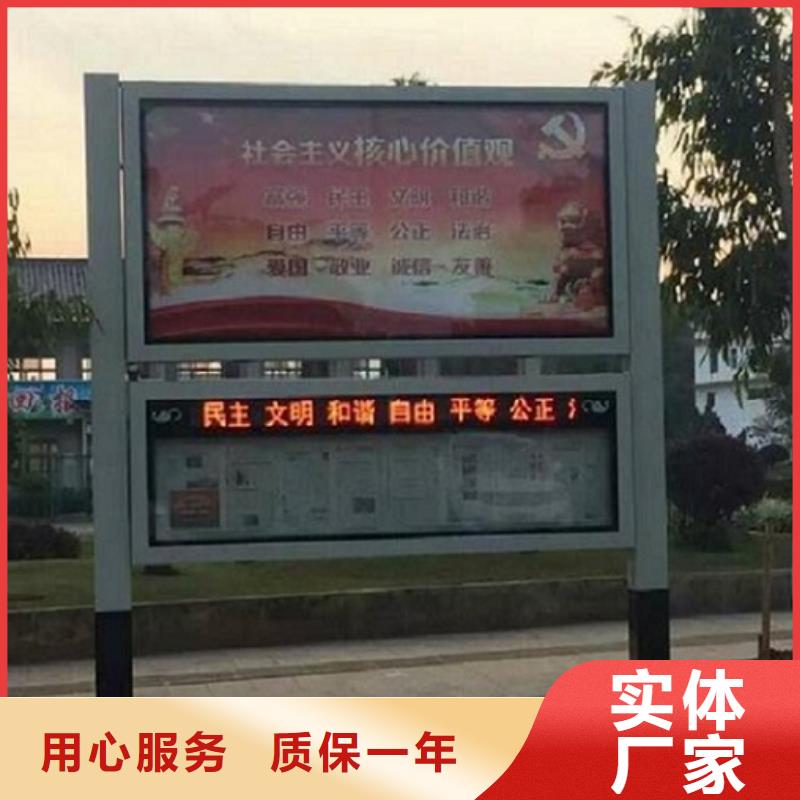 社会主义核心价值观
富强 民主 文明 和谐
自由 平等 公正 法治
爱国 敬业 诚信 友善
民主 文明 和谐 自由 平等 公正
报
用心服务 质保一年
实体
厂家